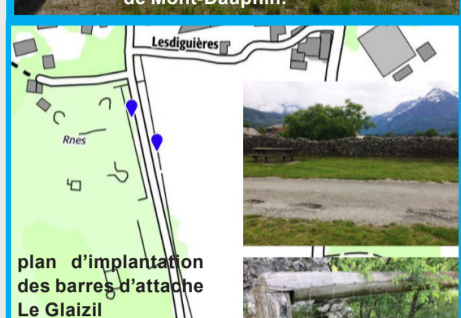 de Mont-Dauphin.
Lesdiguières
Rnes
plan d'implantation
des barres d'attache
Le Glaizil